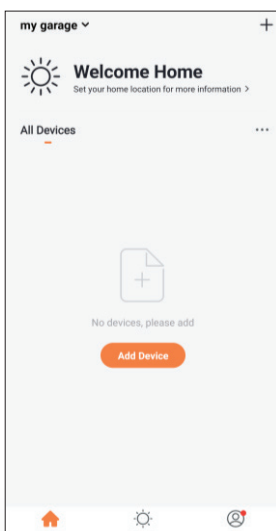 my garage
Welcome Home
Set your home location for more information >
All Devices
No devices, please add
Add Device